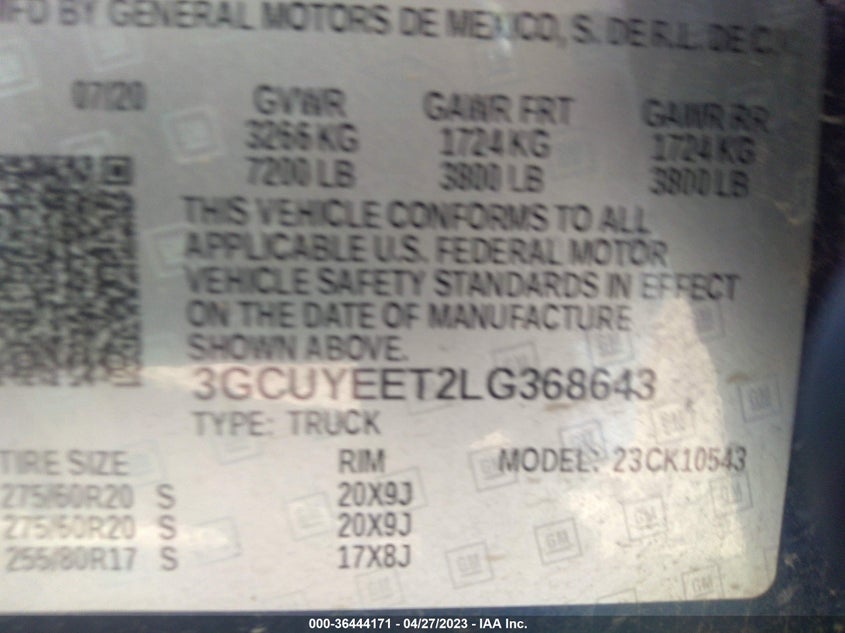 MFD BY GENERAL MOTORS DE MEXICO, S. DE R.L. DE C.V.
07/20 GVWR GAWR FRT GAWR RR
3266 KG 1724 KG 1724 KG
7200 LB 3800 LB 3800 LB
THIS VEHICLE CONFORMS TO ALL
APPLICABLE U.S. FEDERAL MOTOR
VEHICLE SAFETY STANDARDS IN EFFECT
ON THE DATE OF MANUFACTURE
SHOWN ABOVE.
3GCUYEET2LG368643
TYPE: TRUCK
TIRE SIZE RIM MODEL: 23CK10543
275/60R20 S 20X9J
275/60R20 S 20X9J
255/80R17 S 17X8J
GM
000-36444171 - 04/27/2023 - IAA Inc.